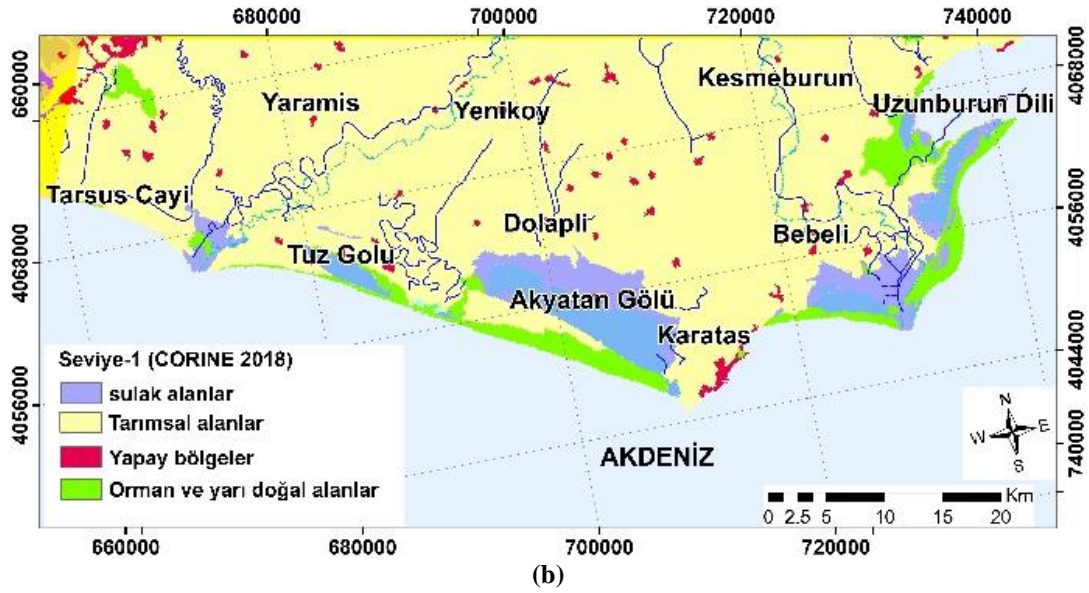 680000 700000 720000 740000
Kesmeburun
Yaramis Yenikoy Uzunburun Dili
Tarsus Cayi
Dolapli Bebeli
Tuz Golu
Akyatan Gölü
Karataş
AKDENİZ
660000
4068000
4056000
4068000
4056000
4044000
740000
Seviye-1 (CORINE 2018)
sulak alanlar
Tarımsal alanlar
Yapay bölgeler
Orman ve yarı doğal alanlar
N
W E
S
Km
0 2.5 5 10 15 20
660000 680000 700000 720000
(b)